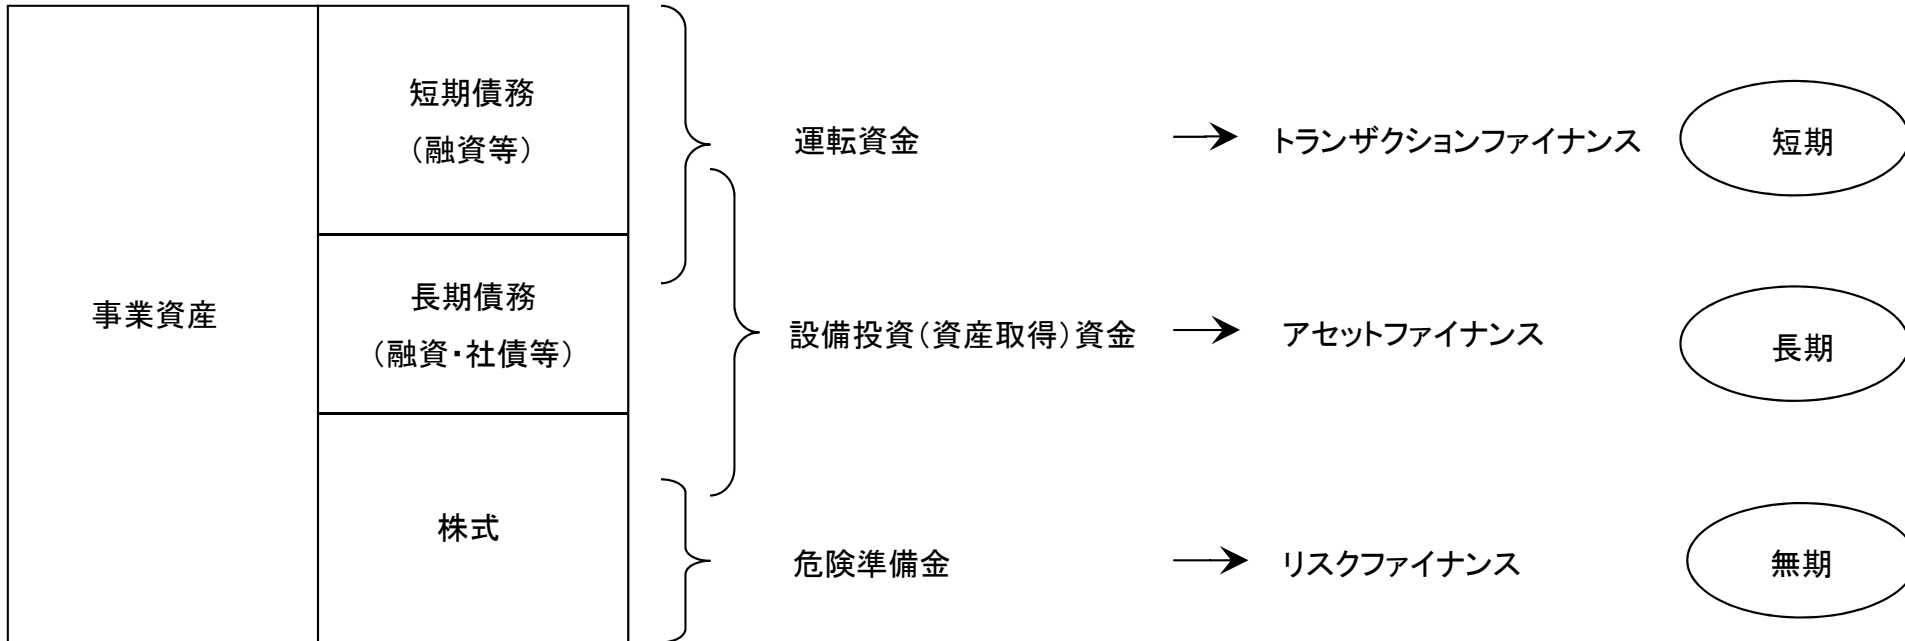 事業資産
短期債務
（融資等）
長期債務
（融資・社債等）
株式
運転資金
トランザクションファイナンス
短期
設備投資（資産取得）資金
アセットファイナンス
長期
危険準備金
リスクファイナンス
無期